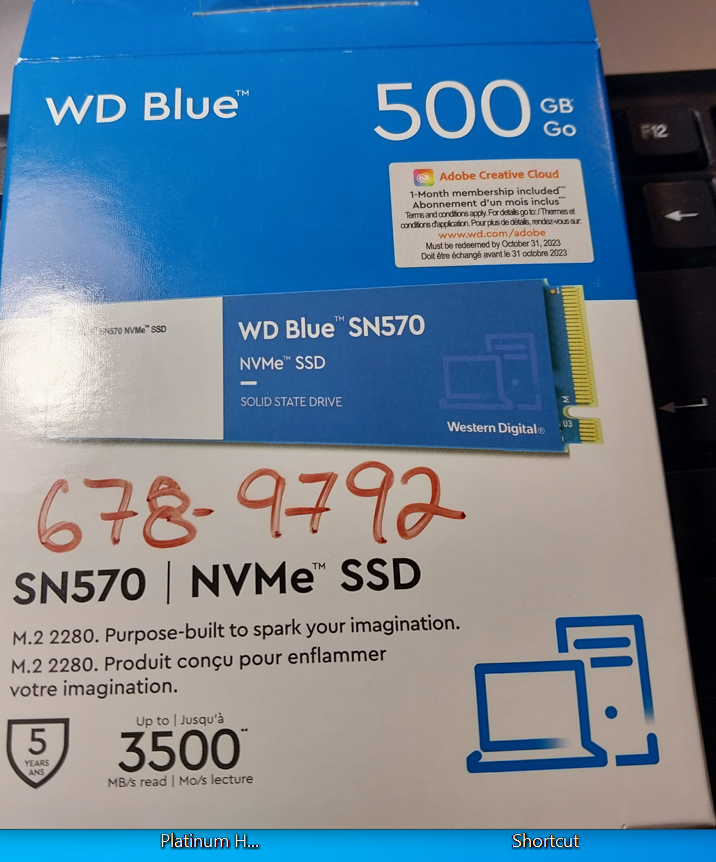 WD Blue™
500 GB Go
Adobe Creative Cloud
1-Month membership included***
Abonnement d'un mois inclus***
Terms and conditions apply. For details go to: / Thermes et
conditions d'application. Pour plus de détails, rendez-vous sur:
www.wd.com/adobe
Must be redeemed by October 31, 2023
Doit être échangé avant le 31 octobre 2023
F12
SN570 NVMe™ SSD
WD Blue™ SN570
NVMe™ SSD
SOLID STATE DRIVE
Western Digital®
M
U3
678-9792
SN570 | NVMe™ SSD
M.2 2280. Purpose-built to spark your imagination.
M.2 2280. Produit conçu pour enflammer
votre imagination.
5
YEARS
ANS
Up to | Jusqu'à
3500**
MB/s read | Mo/s lecture
Platinum H...
Shortcut